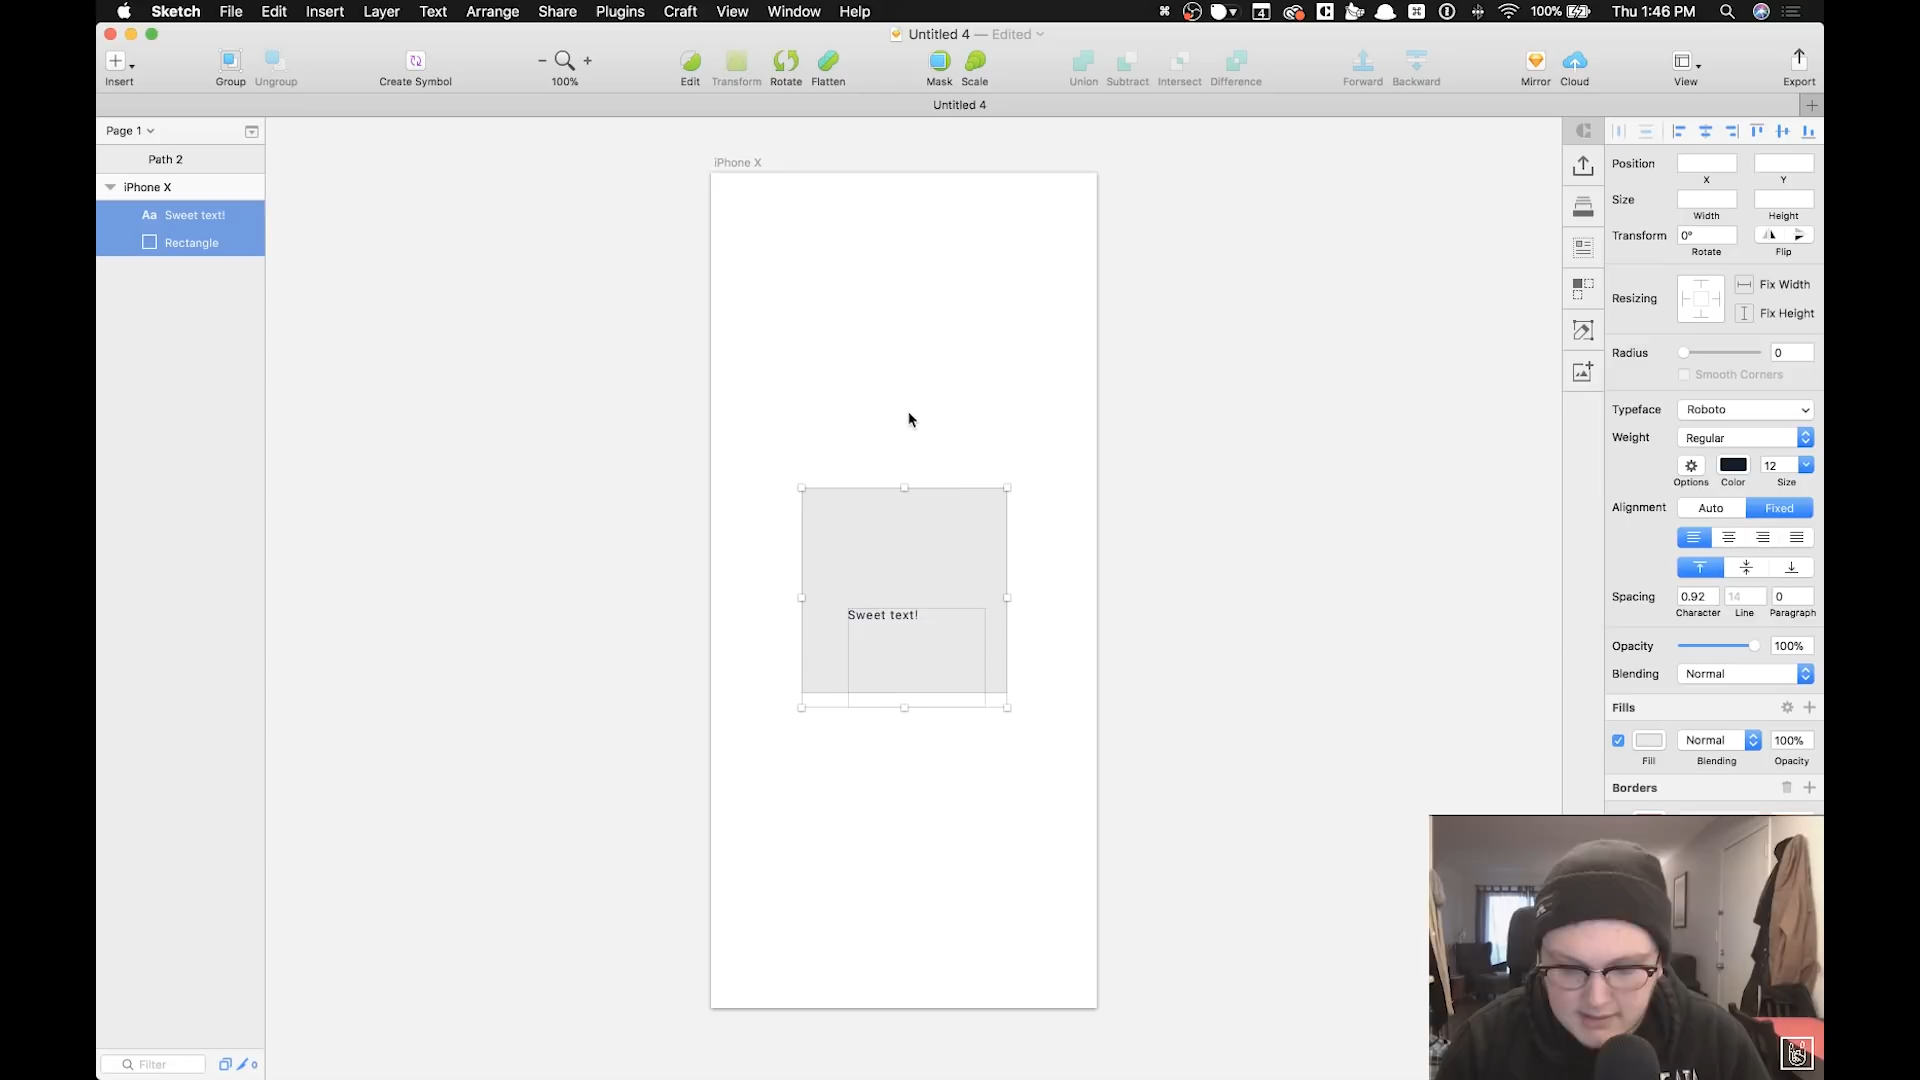 Sketch File Edit Insert Layer Text Arrange Share Plugins Craft View Window Help 4 100% Thu 1:46 PM
Untitled 4 — Edited
Insert Group Ungroup Create Symbol 100% Edit Transform Rotate Flatten Mask Scale Union Subtract Intersect Difference Forward Backward Mirror Cloud View Export
Untitled 4
Page 1
Path 2
iPhone X
Aa Sweet text!
Rectangle
Filter 0
iPhone X
Sweet text!
Position
X Y
Size
Width Height
Transform 0°
Rotate Flip
Resizing Fix Width
Fix Height
Radius 0
Smooth Corners
Typeface Roboto
Weight Regular
12
Options Color Size
Alignment Auto Fixed
Spacing 0.92 14 0
Character Line Paragraph
Opacity 100%
Blending Normal
Fills
Normal 100%
Fill Blending Opacity
Borders